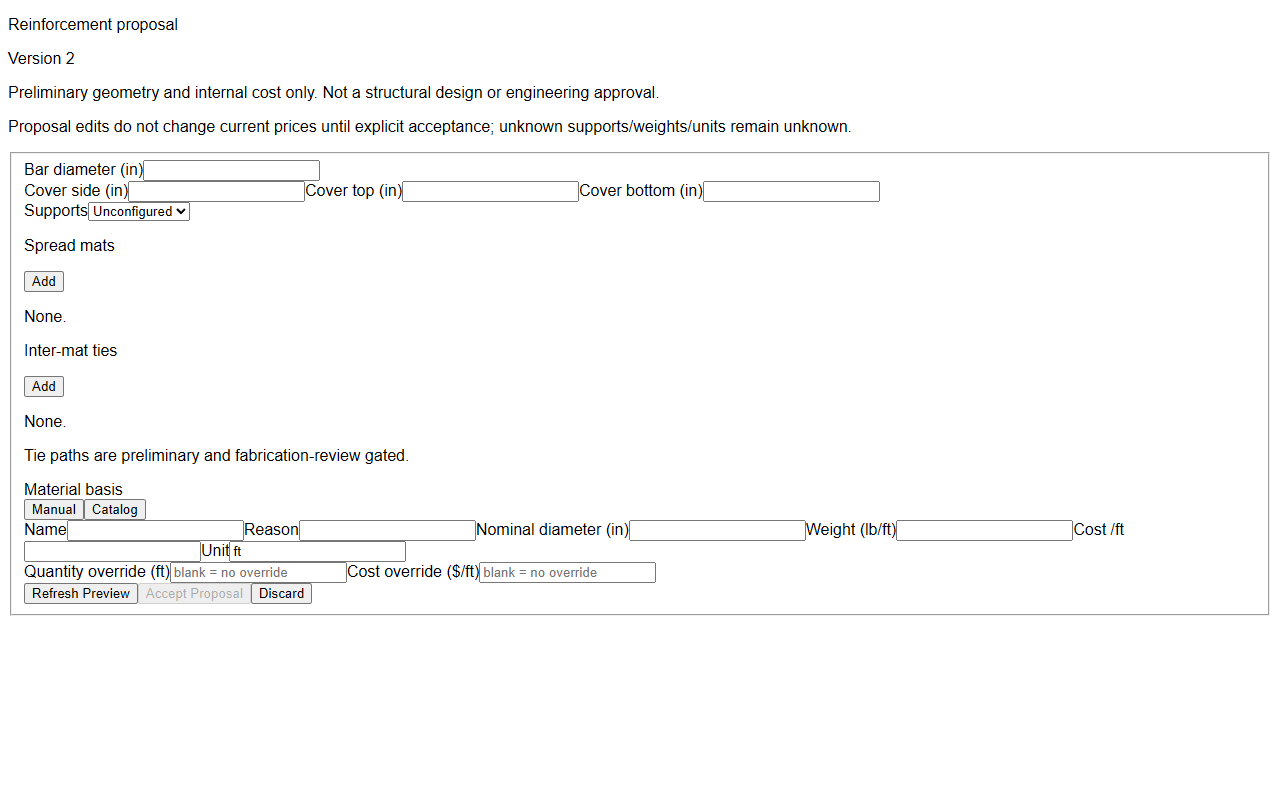 Reinforcement proposal
Version 2
Preliminary geometry and internal cost only. Not a structural design or engineering approval.
Proposal edits do not change current prices until explicit acceptance; unknown supports/weights/units remain unknown.
Bar diameter (in)
Cover side (in) Cover top (in) Cover bottom (in)
Supports Unconfigured
Spread mats
Add
None.
Inter-mat ties
Add
None.
Tie paths are preliminary and fabrication-review gated.
Material basis
Manual Catalog
Name Reason Nominal diameter (in) Weight (lb/ft) Cost /ft
Unit ft
Quantity override (ft) blank = no override Cost override ($/ft) blank = no override
Refresh Preview Accept Proposal Discard